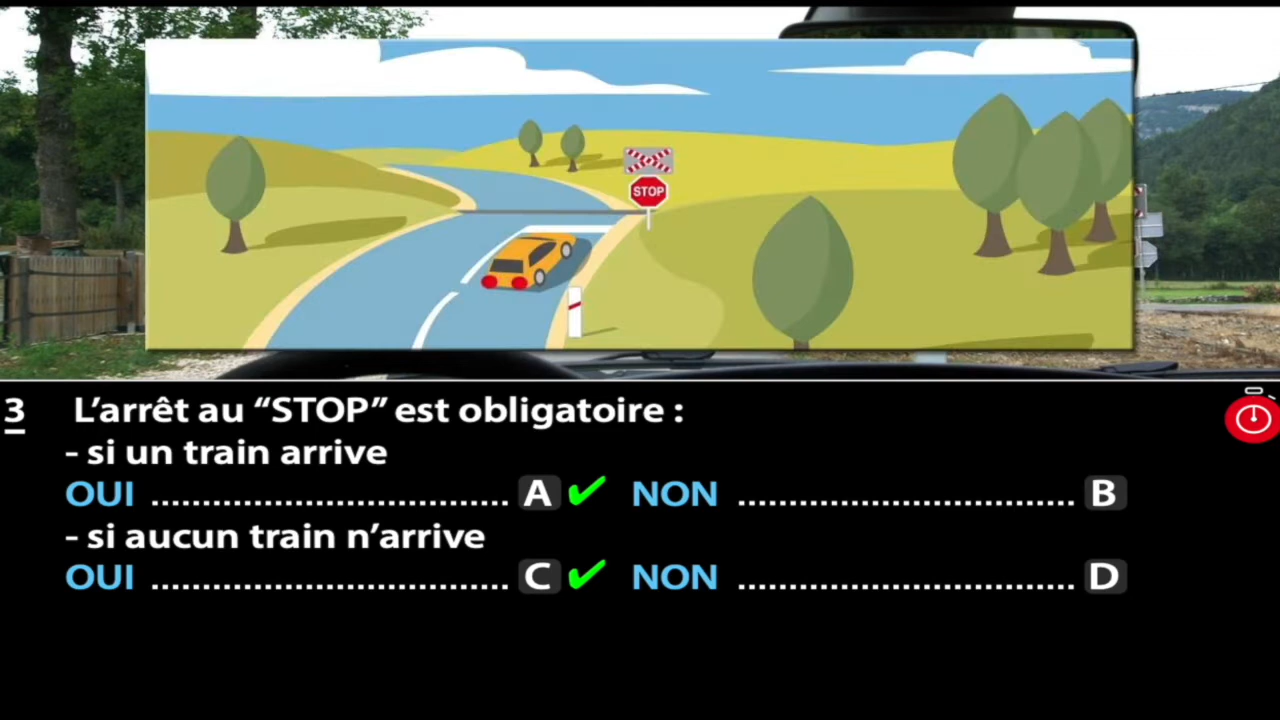 STOP
3 L’arrêt au “STOP” est obligatoire :
- si un train arrive
OUI ................................... A ✔ NON ................................. B
- si aucun train n’arrive
OUI ................................... C ✔ NON ................................. D